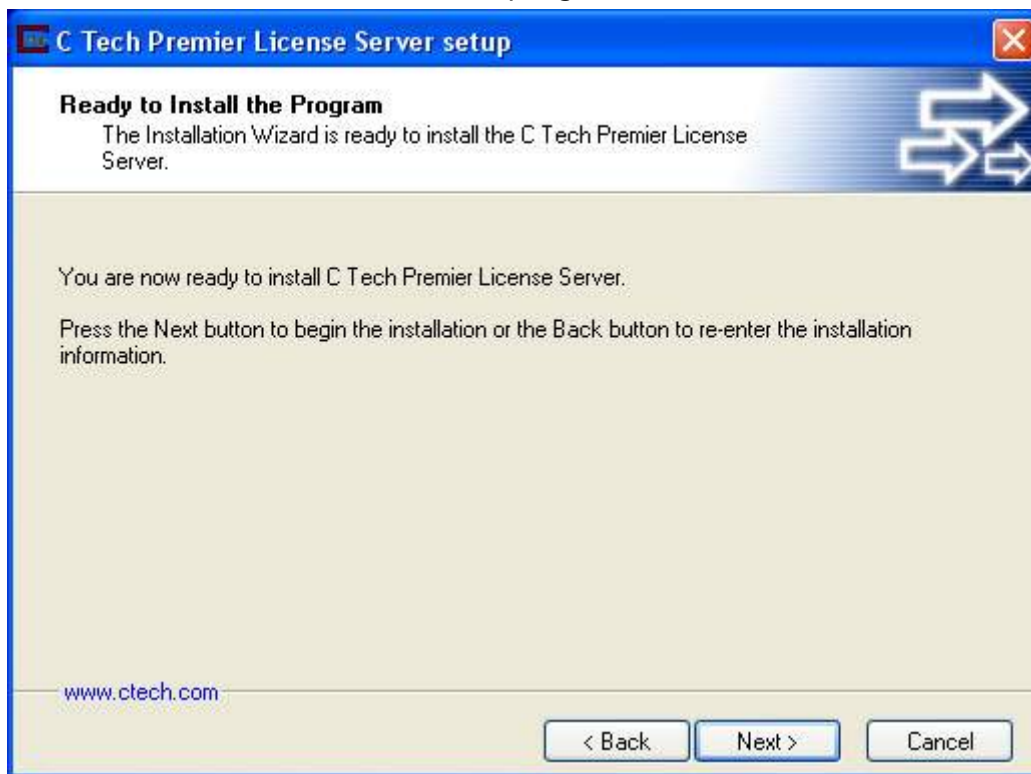 C Tech Premier License Server setup
Ready to Install the Program
The Installation Wizard is ready to install the C Tech Premier License
Server.
You are now ready to install C Tech Premier License Server.
Press the Next button to begin the installation or the Back button to re-enter the installation
information.
www.ctech.com
< Back
Next >
Cancel